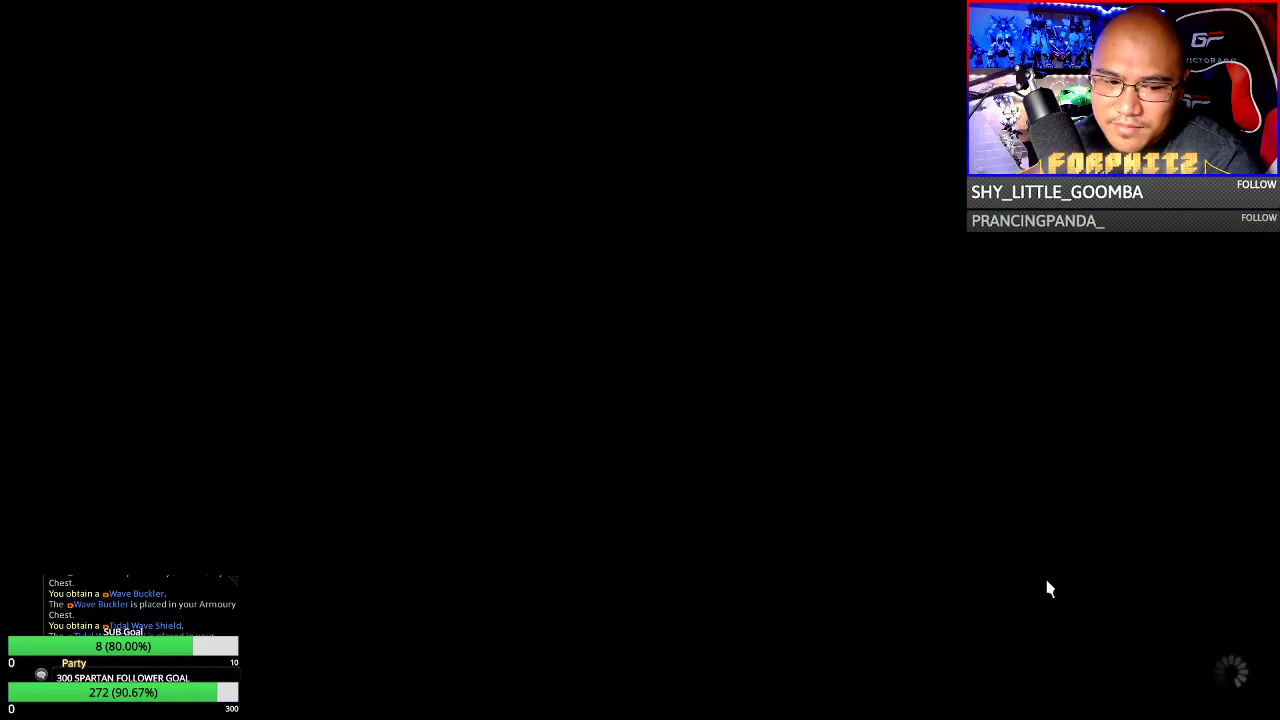 GF
VICTORAGE
FORPHITZ
SHY_LITTLE_GOOMBA
FOLLOW
PRANCINGPANDA_
FOLLOW
Chest.
You obtain a Wave Buckler.
The Wave Buckler is placed in your Armoury
Chest.
You obtain a Tidal Wave Shield.
SUB Goal
8 (80.00%)
0
10
Party
300 SPARTAN FOLLOWER GOAL
272 (90.67%)
0
300